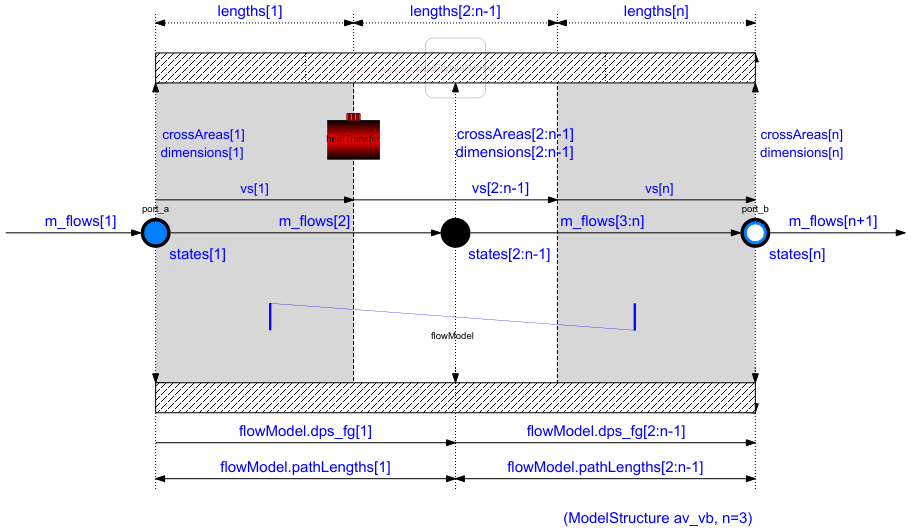 lengths[1]
lengths[2:n-1]
lengths[n]
heatTransfer
crossAreas[1]
dimensions[1]
crossAreas[2:n-1]
dimensions[2:n-1]
crossAreas[n]
dimensions[n]
vs[1]
vs[2:n-1]
vs[n]
port_a
port_b
m_flows[1]
m_flows[2]
m_flows[3:n]
m_flows[n+1]
states[1]
states[2:n-1]
states[n]
flowModel
flowModel.dps_fg[1]
flowModel.dps_fg[2:n-1]
flowModel.pathLengths[1]
flowModel.pathLengths[2:n-1]
(ModelStructure av_vb, n=3)